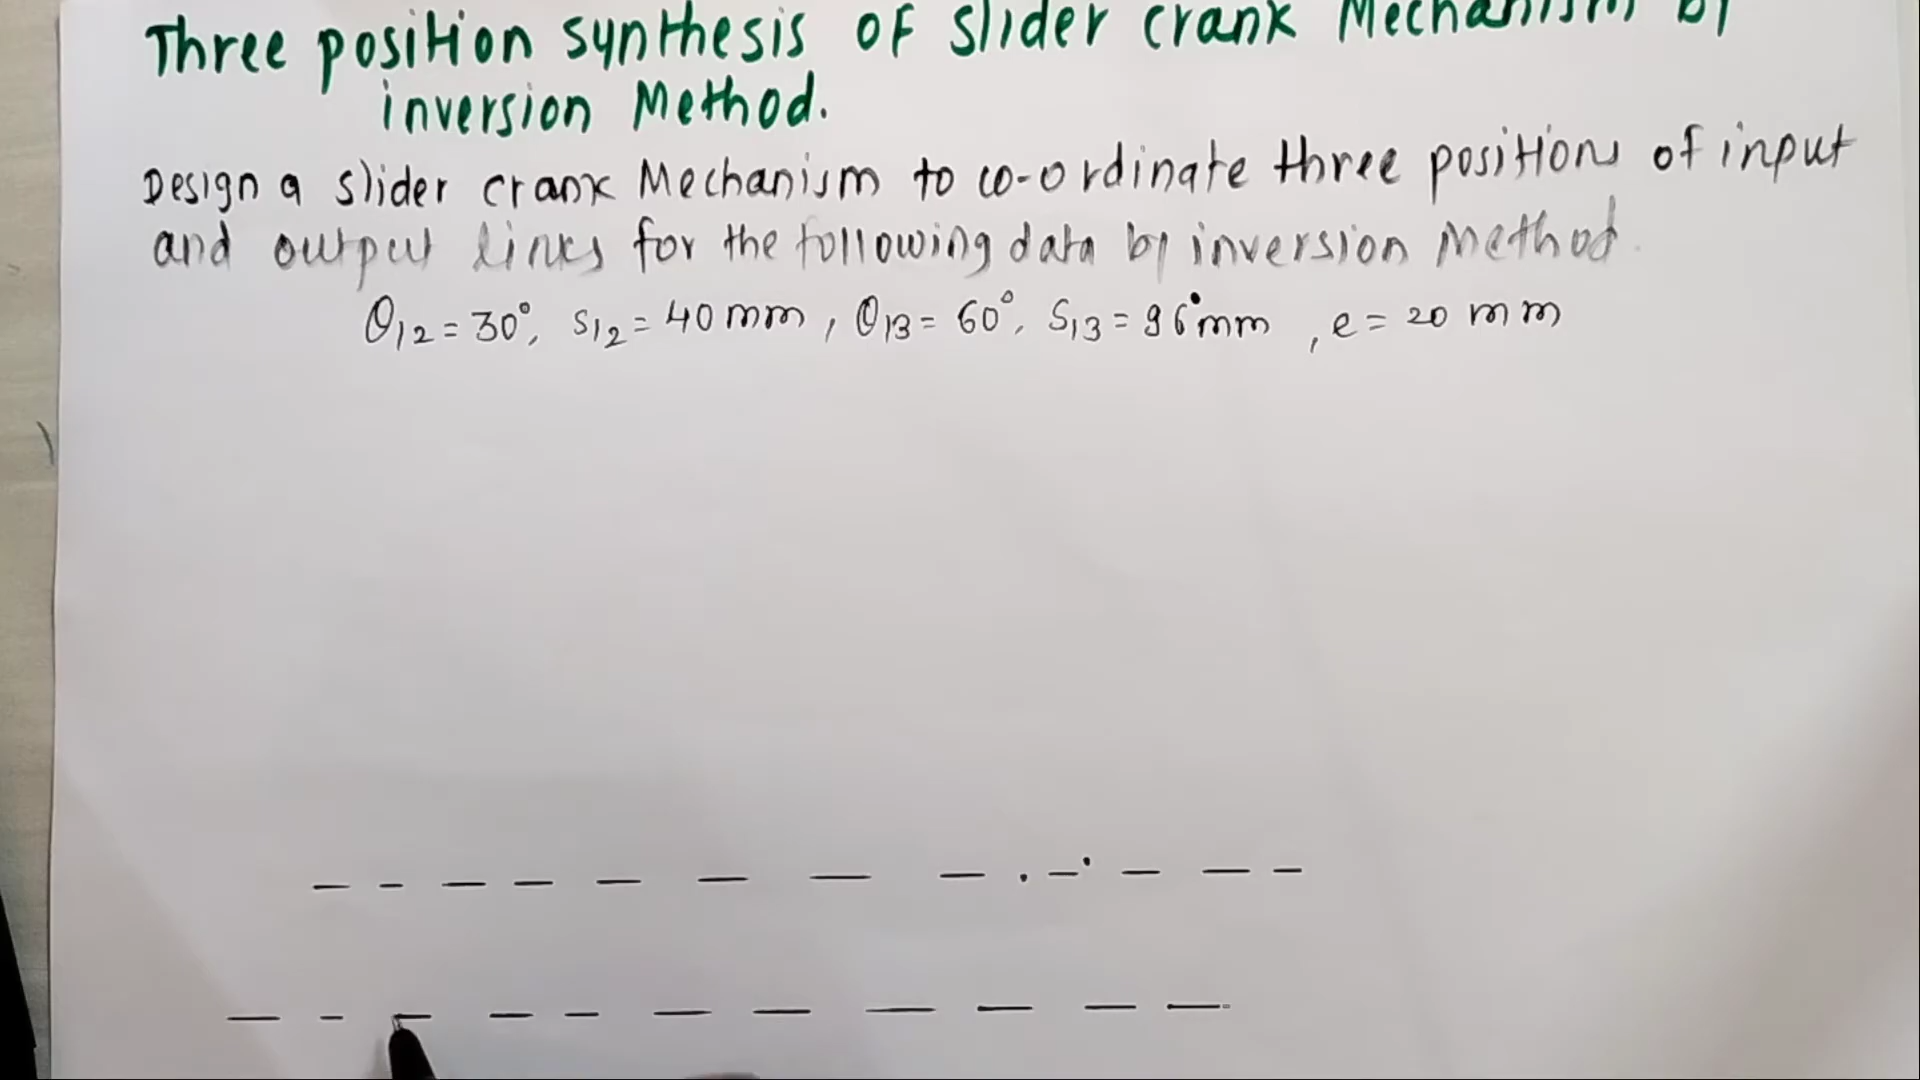 Three position synthesis of slider crank Mechanism by
inversion Method.
Design a slider crank Mechanism to co-ordinate three positions of input
and output links for the following data by inversion Method.
θ12 = 30°, S12 = 40 mm, θ13 = 60°, S13 = 96 mm, e = 20 mm